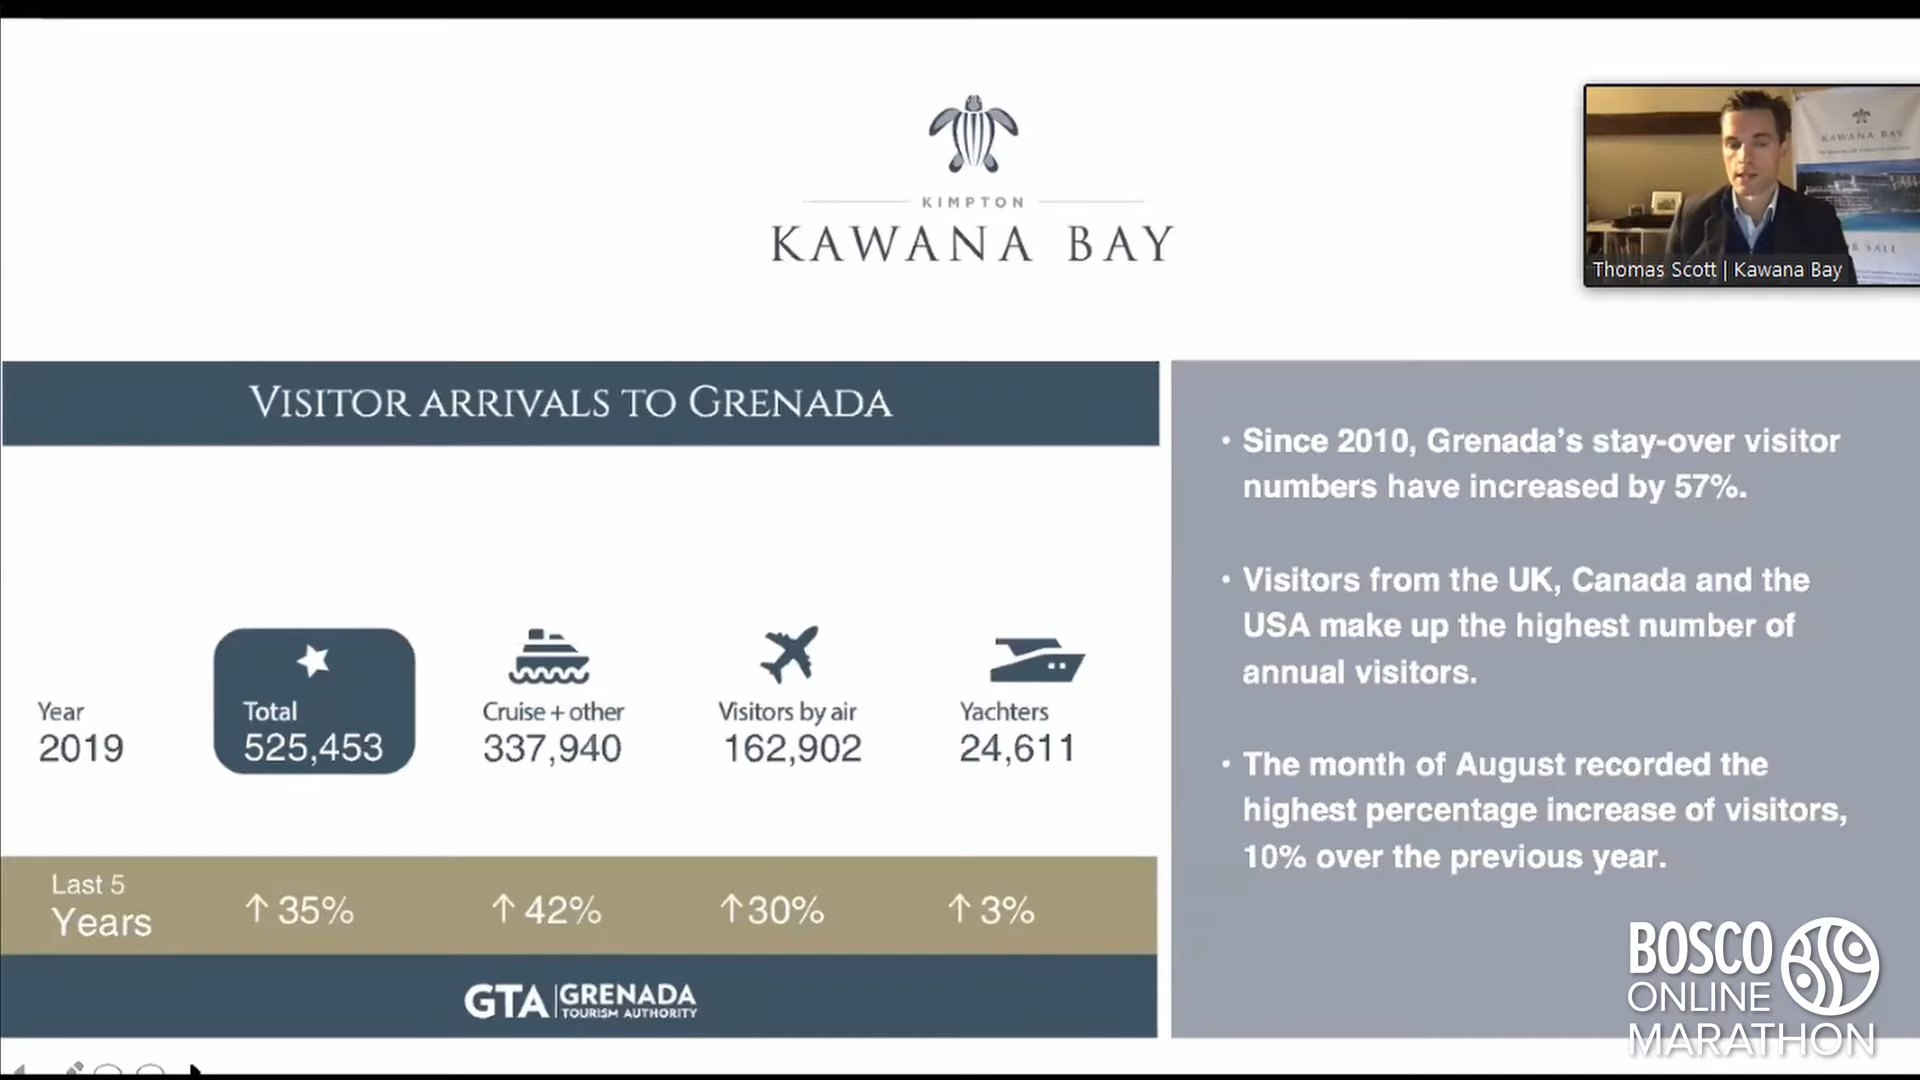 KIMPTON
KAWANA BAY
KAWANA BAY
R SALE
Thomas Scott | Kawana Bay
VISITOR ARRIVALS TO GRENADA
Year
2019
Total
525,453
Cruise + other
337,940
Visitors by air
162,902
Yachters
24,611
Last 5
Years
↑ 35%
↑ 42%
↑30%
↑ 3%
GTA | GRENADA
TOURISM AUTHORITY
• Since 2010, Grenada’s stay-over visitor
numbers have increased by 57%.
• Visitors from the UK, Canada and the
USA make up the highest number of
annual visitors.
• The month of August recorded the
highest percentage increase of visitors,
10% over the previous year.
BOSCO
ONLINE
MARATHON